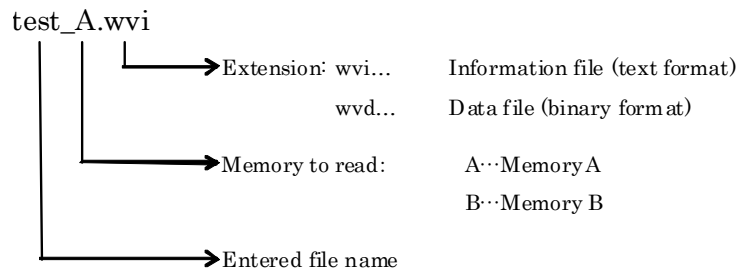 test_A.wvi
Extension: wvi… Information file (text format)
wvd… Data file (binary format)
Memory to read: A…Memory A
B…Memory B
Entered file name